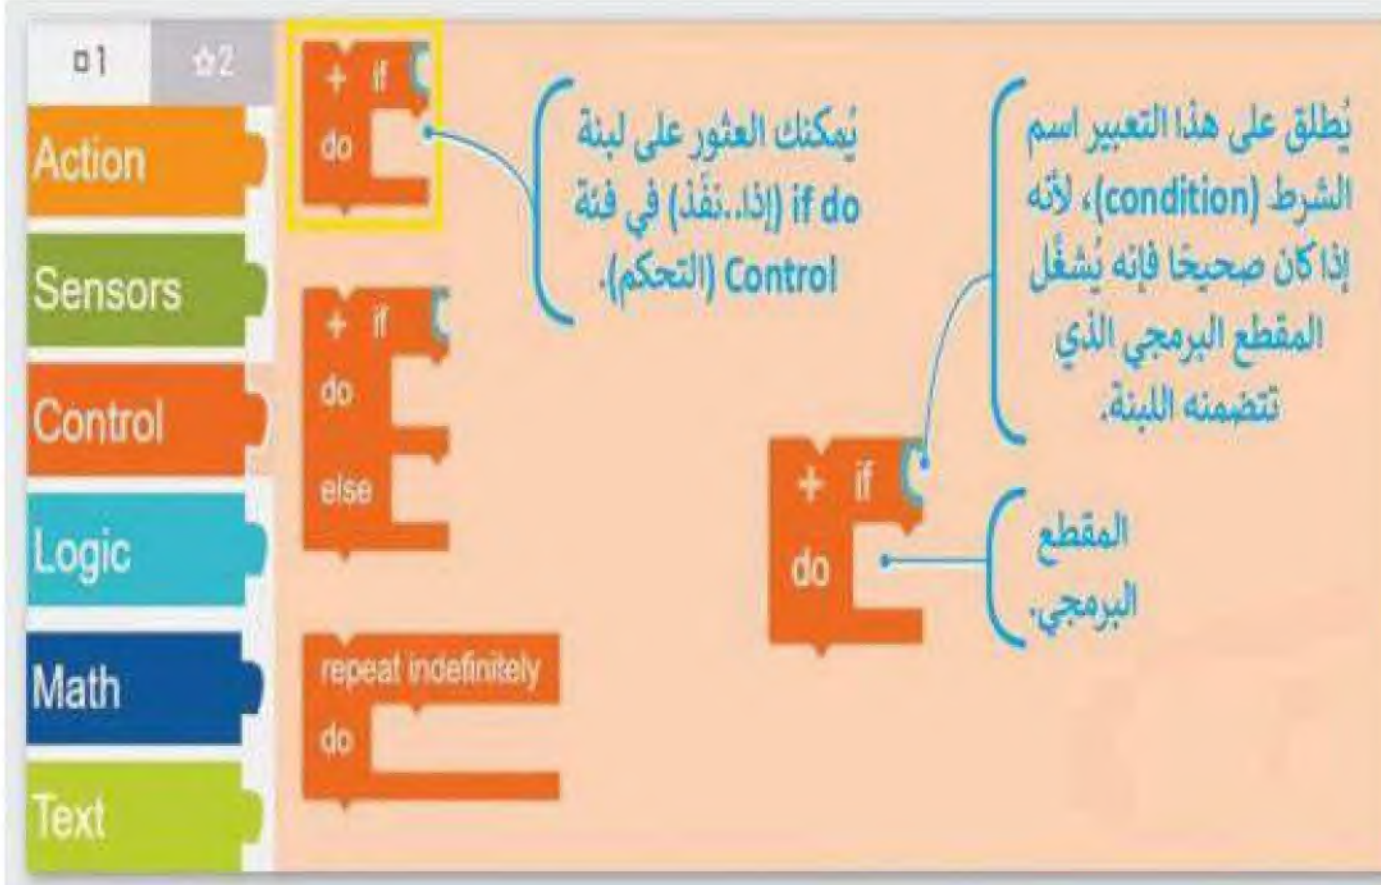 1
2
Action
Sensors
Control
Logic
Math
Text
+ if
do
+ if
do
else
repeat indefinitely
do
يُمكنك العثور على لبنة
if do (إذا..نفّذ) في فئة
Control (التحكم).
يُطلق على هذا التعبير اسم
الشرط (condition)، لأنه
إذا كان صحيحًا فإنه يُشغَّل
المقطع البرمجي الذي
تتضمنه اللبنة.
+ if
do
المقطع
البرمجي.